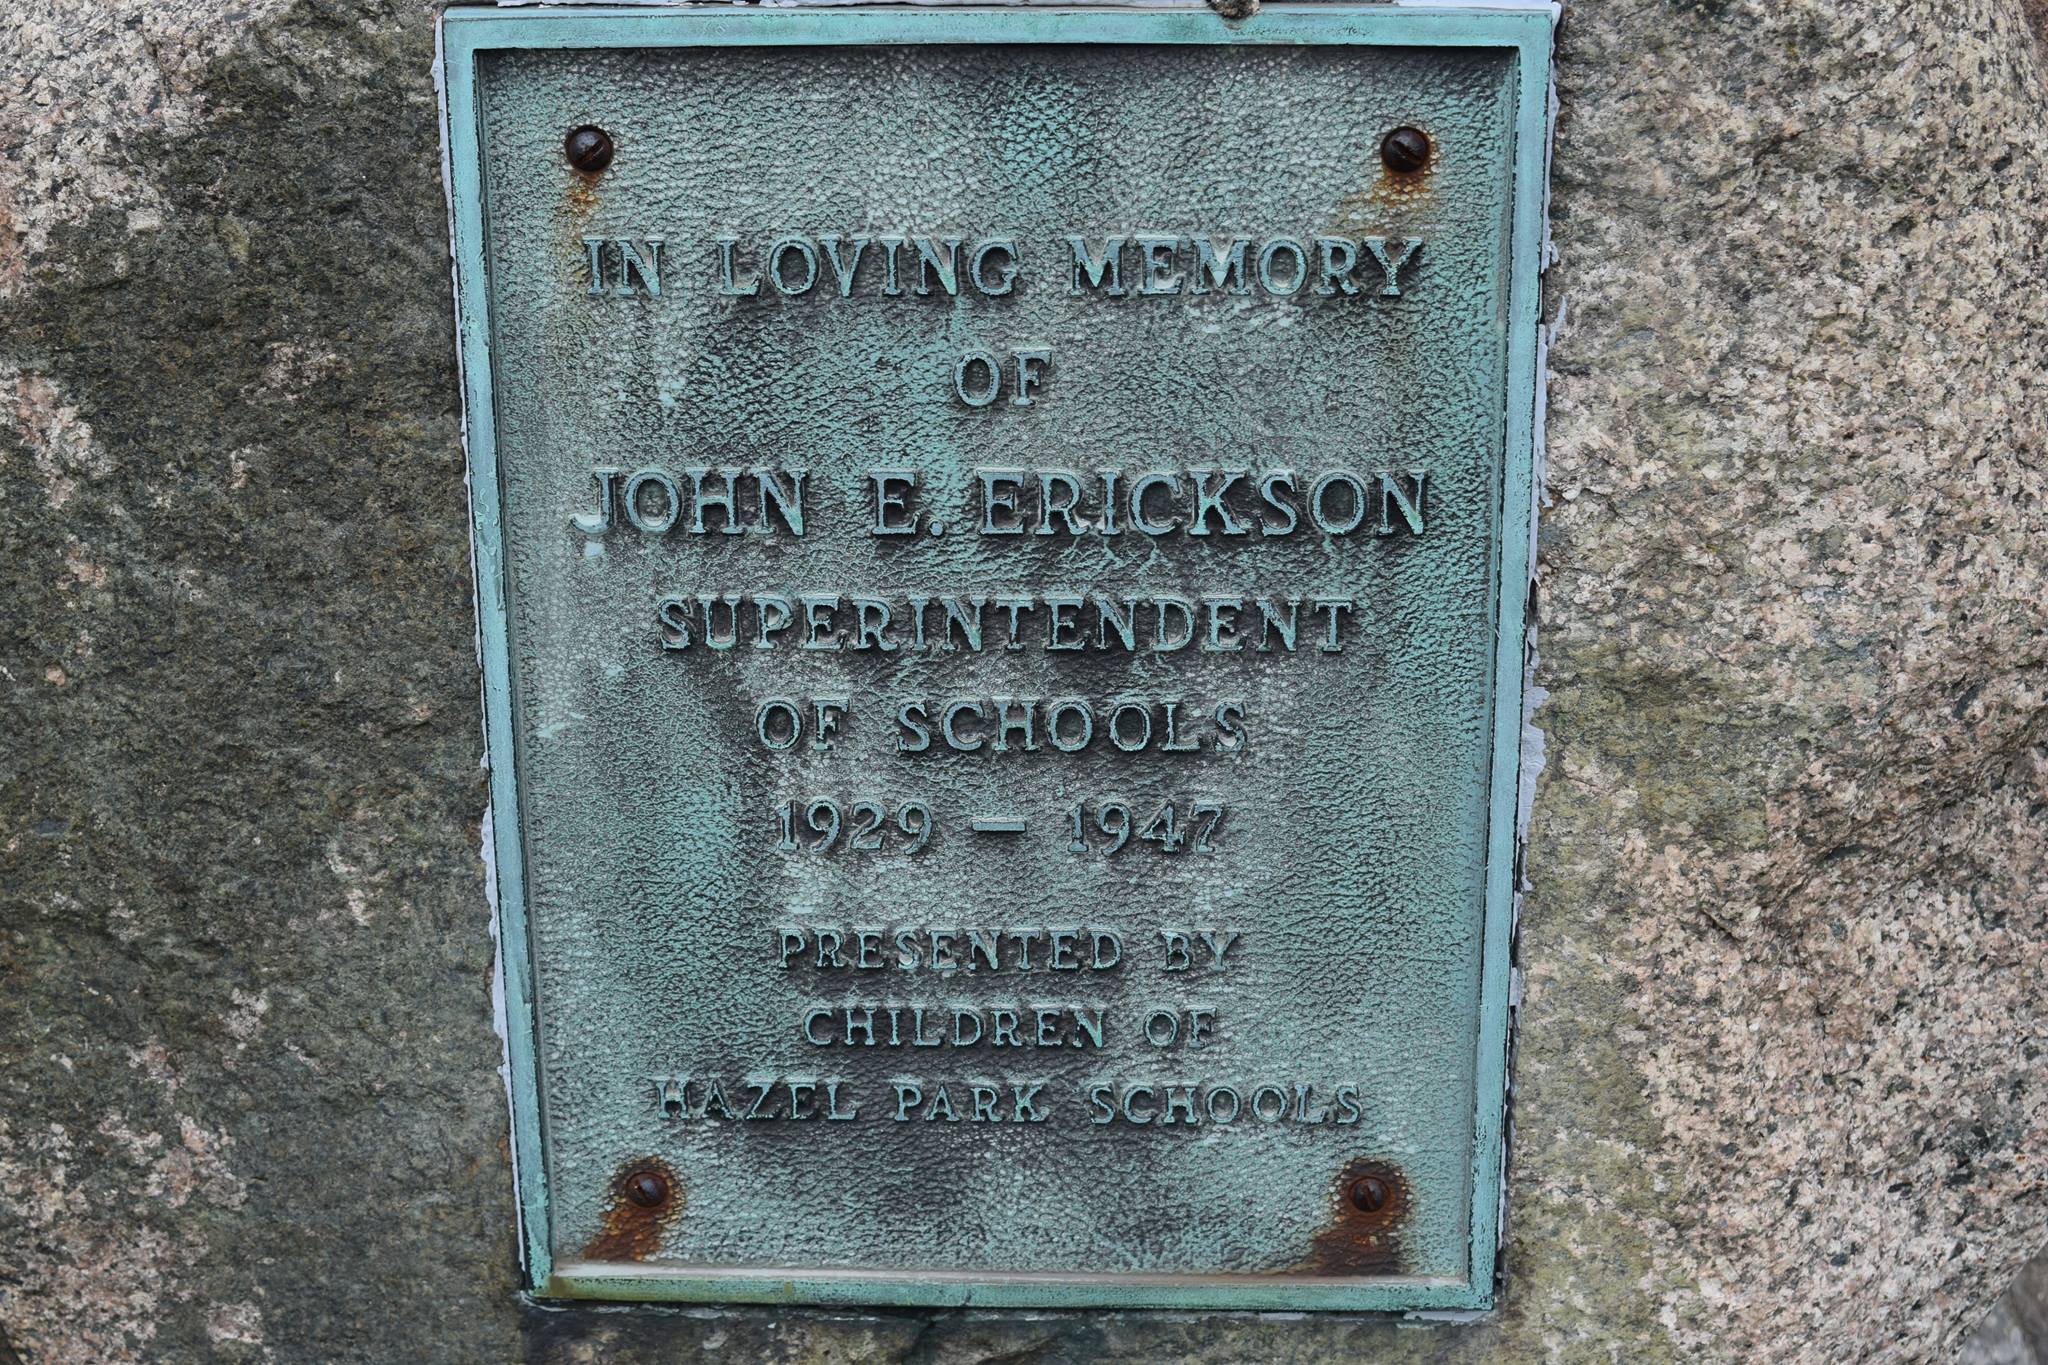 IN LOVING MEMORY
OF
JOHN E. ERICKSON
SUPERINTENDENT
OF SCHOOLS
1929 — 1947
PRESENTED BY
CHILDREN OF
HAZEL PARK SCHOOLS